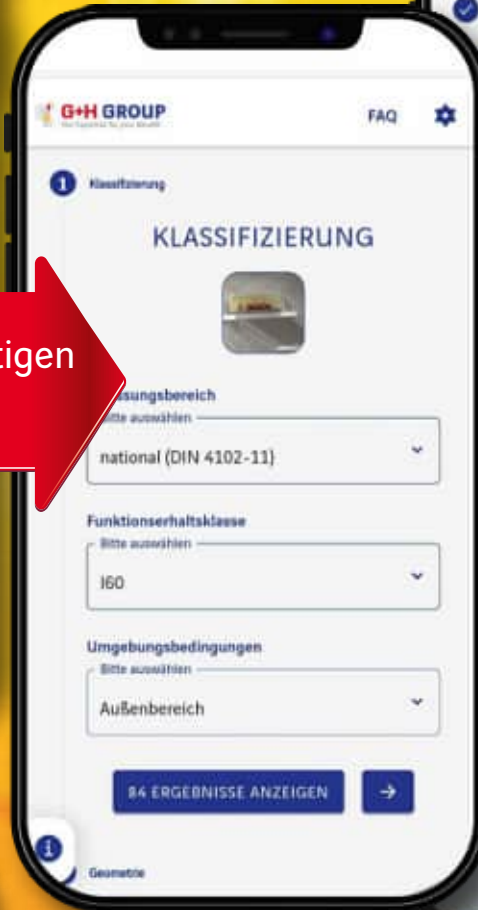 G+H GROUP
FAQ
1 Klassifizierung
KLASSIFIZIERUNG
tigen
sungsbereich
Bitte auswählen
national (DIN 4102-11)
Funktionserhaltsklasse
Bitte auswählen
I60
Umgebungsbedingungen
Bitte auswählen
Außenbereich
84 ERGEBNISSE ANZEIGEN
Geometrie